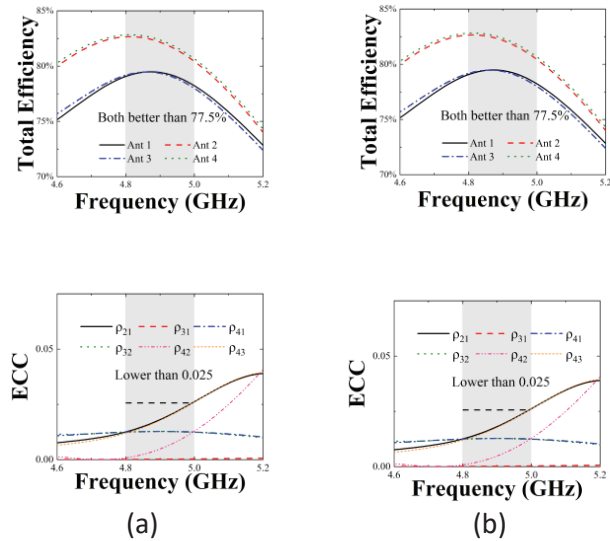 85%
80%
75%
70%
Total Efficiency
Both better than 77.5%
Ant 1
Ant 2
Ant 3
Ant 4
4.6
4.8
5.0
5.2
Frequency (GHz)
85%
80%
75%
70%
Total Efficiency
Both better than 77.5%
Ant 1
Ant 2
Ant 3
Ant 4
4.6
4.8
5.0
5.2
Frequency (GHz)
ECC
0.05
0.00
ρ21
ρ31
ρ41
ρ32
ρ42
ρ43
Lower than 0.025
4.6
4.8
5.0
5.2
Frequency (GHz)
(a)
ECC
0.05
0.00
ρ21
ρ31
ρ41
ρ32
ρ42
ρ43
Lower than 0.025
4.6
4.8
5.0
5.2
Frequency (GHz)
(b)